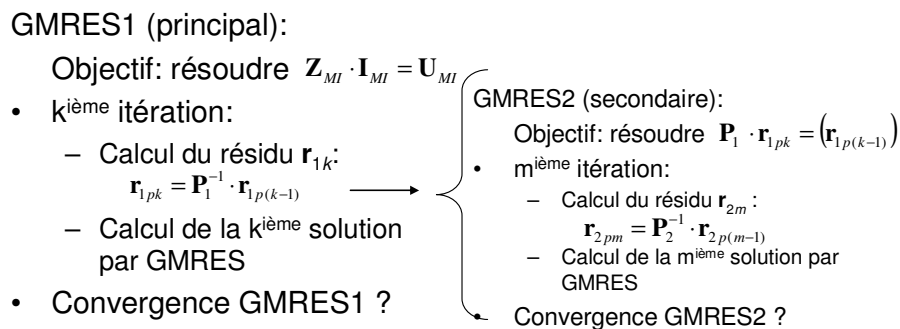 GMRES1 (principal):
Objectif: résoudre Z_MI · I_MI = U_MI
• k^ième itération:
– Calcul du résidu r_1k:
r_1pk = P_1^-1 · r_1p(k-1)
– Calcul de la k^ième solution
par GMRES
• Convergence GMRES1 ?
GMRES2 (secondaire):
Objectif: résoudre P_1 · r_1pk = (r_1p(k-1))
• m^ième itération:
– Calcul du résidu r_2m :
r_2pm = P_2^-1 · r_2p(m-1)
– Calcul de la m^ième solution par
GMRES
• Convergence GMRES2 ?